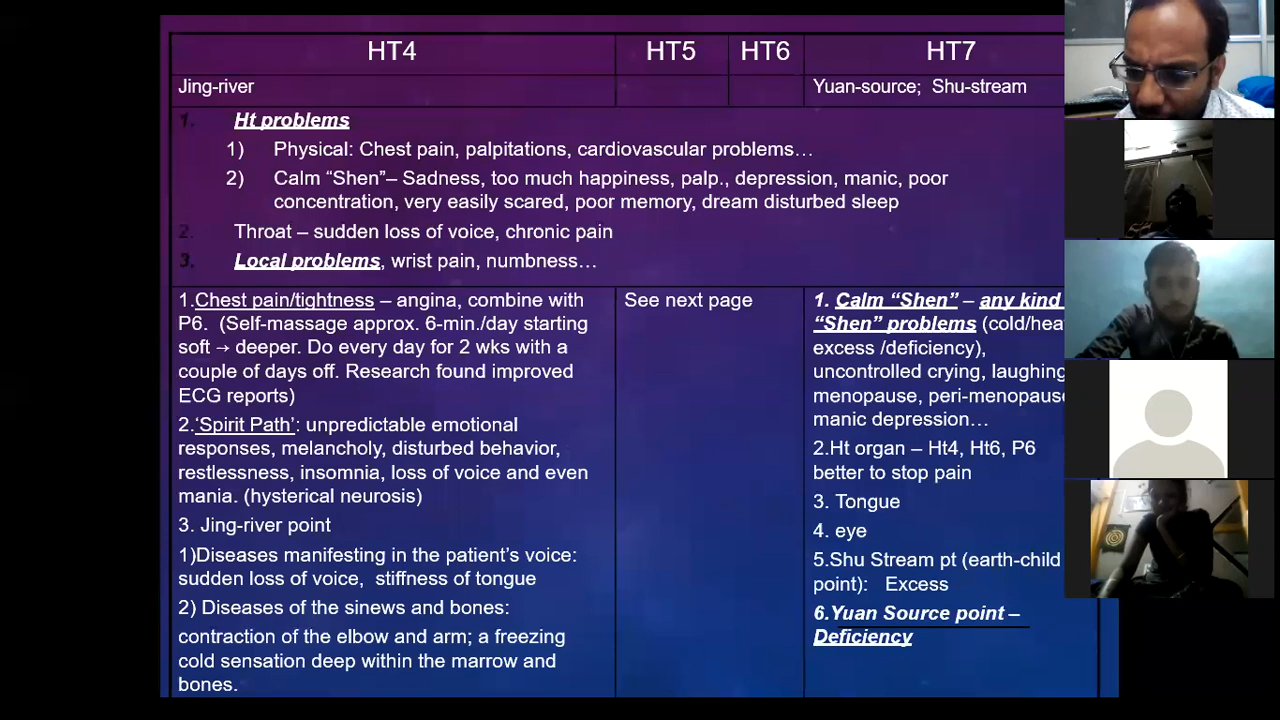 HT4 HT5 HT6 HT7
Jing-river Yuan-source; Shu-stream
1. Ht problems
1) Physical: Chest pain, palpitations, cardiovascular problems…
2) Calm “Shen”– Sadness, too much happiness, palp., depression, manic, poor
concentration, very easily scared, poor memory, dream disturbed sleep
2. Throat – sudden loss of voice, chronic pain
3. Local problems, wrist pain, numbness…
1.Chest pain/tightness – angina, combine with
P6. (Self-massage approx. 6-min./day starting
soft → deeper. Do every day for 2 wks with a
couple of days off. Research found improved
ECG reports)
2.‘Spirit Path’: unpredictable emotional
responses, melancholy, disturbed behavior,
restlessness, insomnia, loss of voice and even
mania. (hysterical neurosis)
3. Jing-river point
1)Diseases manifesting in the patient’s voice:
sudden loss of voice, stiffness of tongue
2) Diseases of the sinews and bones:
contraction of the elbow and arm; a freezing
cold sensation deep within the marrow and
bones.
See next page
1. Calm “Shen” – any kind
“Shen” problems (cold/hea
excess /deficiency),
uncontrolled crying, laughing
menopause, peri-menopause
manic depression…
2.Ht organ – Ht4, Ht6, P6
better to stop pain
3. Tongue
4. eye
5.Shu Stream pt (earth-child
point): Excess
6.Yuan Source point –
Deficiency